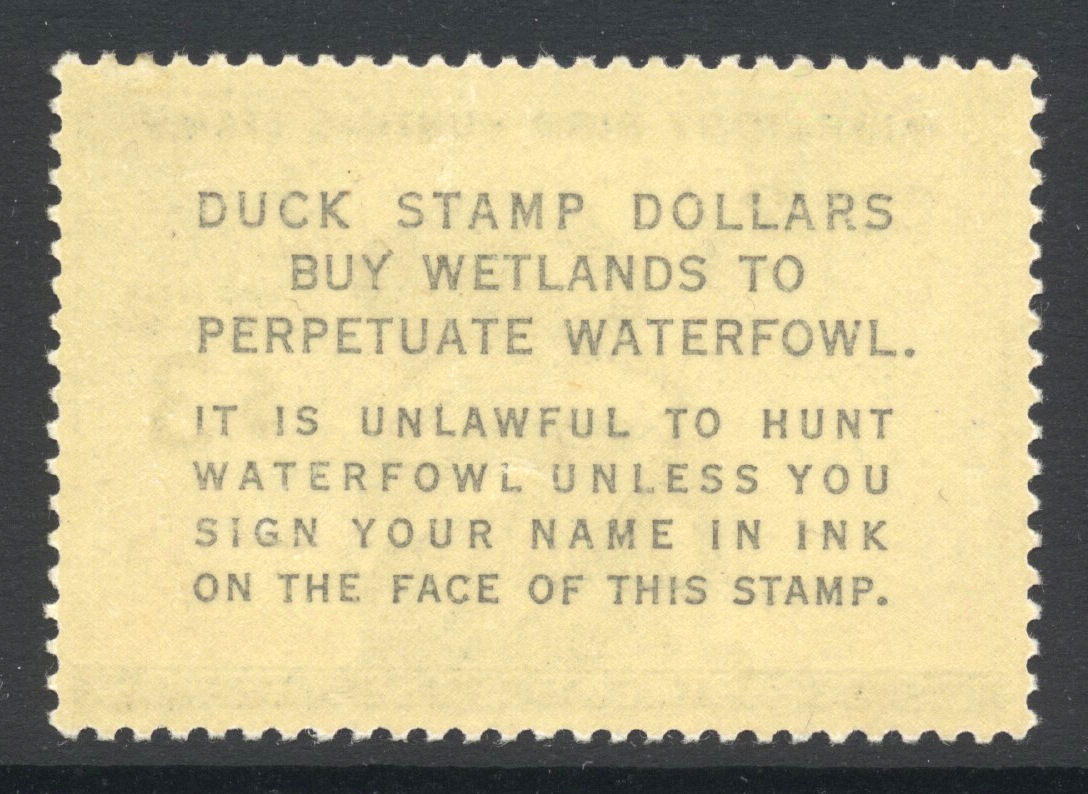 DUCK STAMP DOLLARS
BUY WETLANDS TO
PERPETUATE WATERFOWL.
IT IS UNLAWFUL TO HUNT
WATERFOWL UNLESS YOU
SIGN YOUR NAME IN INK
ON THE FACE OF THIS STAMP.